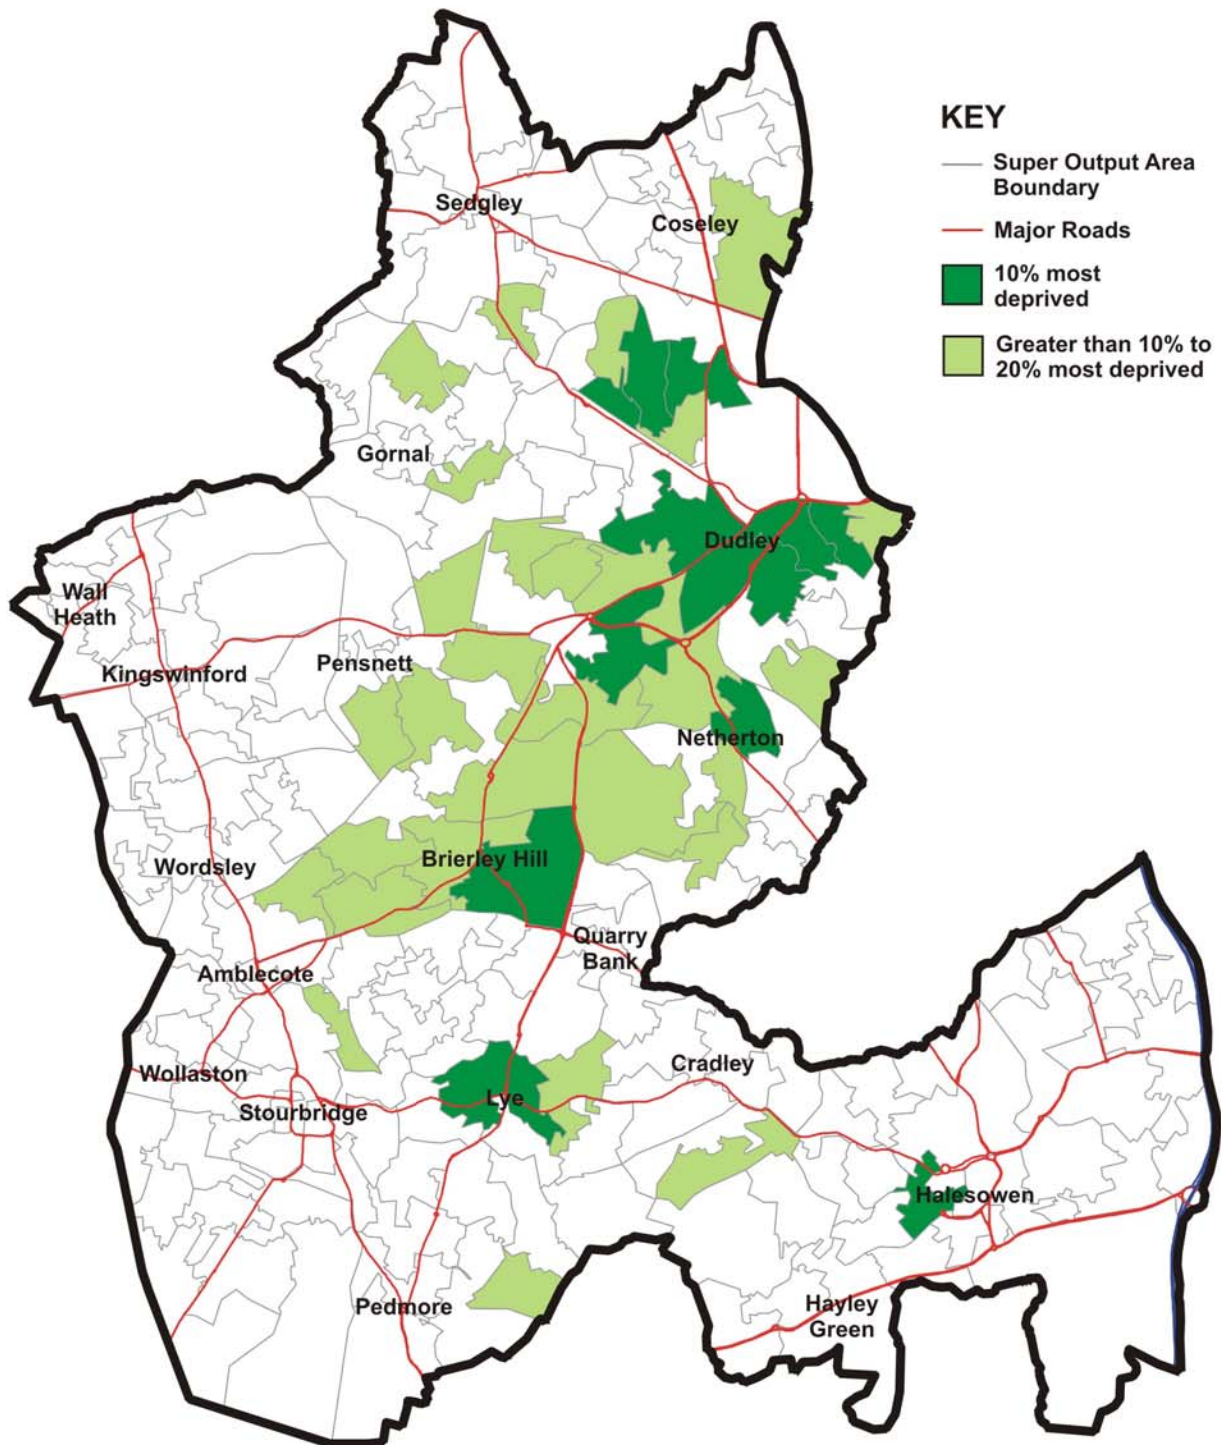 KEY
Super Output Area
Boundary
Major Roads
10% most
deprived
Greater than 10% to
20% most deprived
Sedgley
Coseley
Gornal
Dudley
Wall
Heath
Kingswinford
Pensnett
Netherton
Wordsley
Brierley Hill
Quarry
Bank
Amblecote
Wollaston
Stourbridge
Lye
Cradley
Halesowen
Pedmore
Hayley
Green